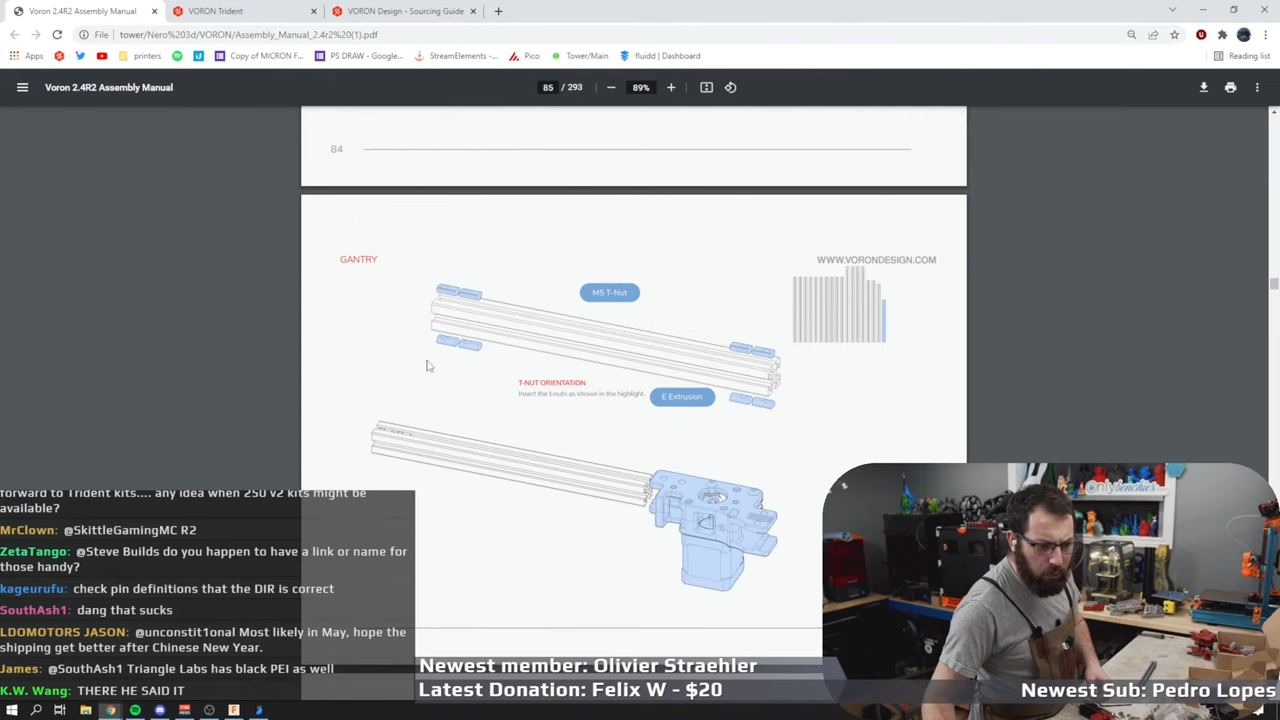 Voron 2.4R2 Assembly Manual
VORON Trident
VORON Design - Sourcing Guide
File | tower/Nero%203d/VORON/Assembly_Manual_2.4r2%20(1).pdf
Apps
printers
Copy of MICRON F...
PS DRAW - Google...
StreamElements -...
Pico
Tower/Main
fluidd | Dashboard
Reading list
Voron 2.4R2 Assembly Manual
85 / 293
89%
84
GANTRY
WWW.VORONDESIGN.COM
M5 T-Nut
T-NUT ORIENTATION
Insert the t-nuts as shown in the highlight.
E Extrusion
forward to Trident kits.... any idea when 250 v2 kits might be
available?
MrClown: @SkittleGamingMC R2
ZetaTango: @Steve Builds do you happen to have a link or name for
those handy?
kageurufu: check pin definitions that the DIR is correct
SouthAsh1: dang that sucks
LDOMOTORS JASON: @unconstit1onal Most likely in May, hope the
shipping get better after Chinese New Year.
James: @SouthAsh1 Triangle Labs has black PEI as well
K.W. Wang: THERE HE SAID IT
Onlybenchies
Newest member: Olivier Straehler
Latest Donation: Felix W - $20
Newest Sub: Pedro Lopes